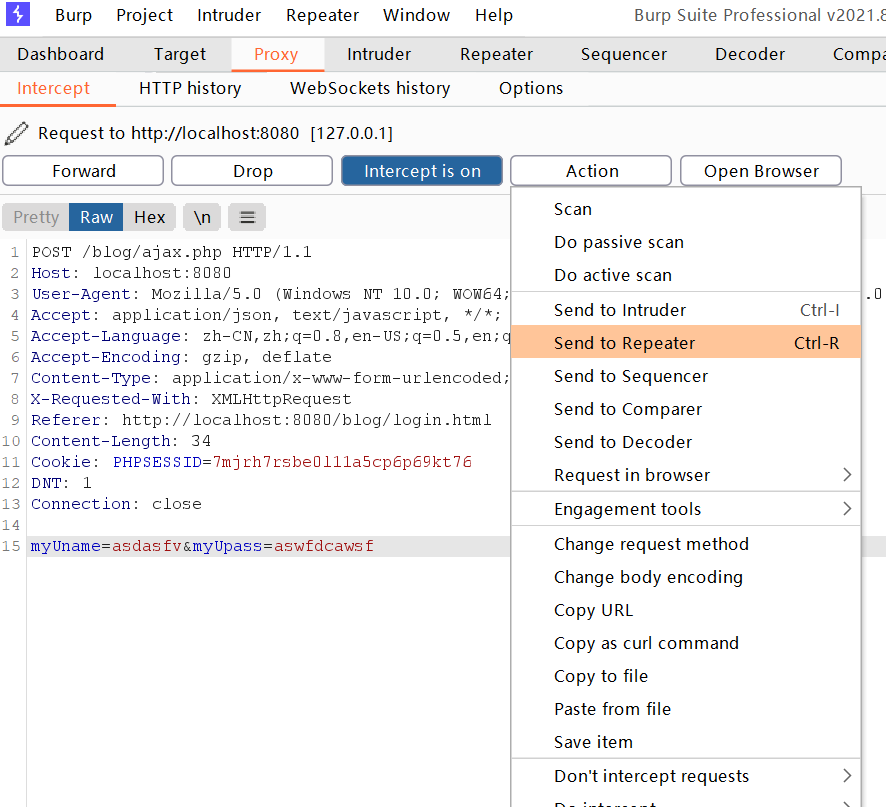 Burp Project Intruder Repeater Window Help Burp Suite Professional v2021.8
Dashboard Target Proxy Intruder Repeater Sequencer Decoder Compa
Intercept HTTP history WebSockets history Options
Request to http://localhost:8080 [127.0.0.1]
Forward Drop Intercept is on Action Open Browser
Pretty Raw Hex \n
1 POST /blog/ajax.php HTTP/1.1
2 Host: localhost:8080
3 User-Agent: Mozilla/5.0 (Windows NT 10.0; WOW64; .0
4 Accept: application/json, text/javascript, */*;
5 Accept-Language: zh-CN,zh;q=0.8,en-US;q=0.5,en;q
6 Accept-Encoding: gzip, deflate
7 Content-Type: application/x-www-form-urlencoded;
8 X-Requested-With: XMLHttpRequest
9 Referer: http://localhost:8080/blog/login.html
10 Content-Length: 34
11 Cookie: PHPSESSID=7mjrh7rsbe0l11a5cp6p69kt76
12 DNT: 1
13 Connection: close
14
15 myUname=asdasfv&myUpass=aswfdcawsf
Scan
Do passive scan
Do active scan
Send to Intruder Ctrl-I
Send to Repeater Ctrl-R
Send to Sequencer
Send to Comparer
Send to Decoder
Request in browser
Engagement tools
Change request method
Change body encoding
Copy URL
Copy as curl command
Copy to file
Paste from file
Save item
Don't intercept requests
Do intercept